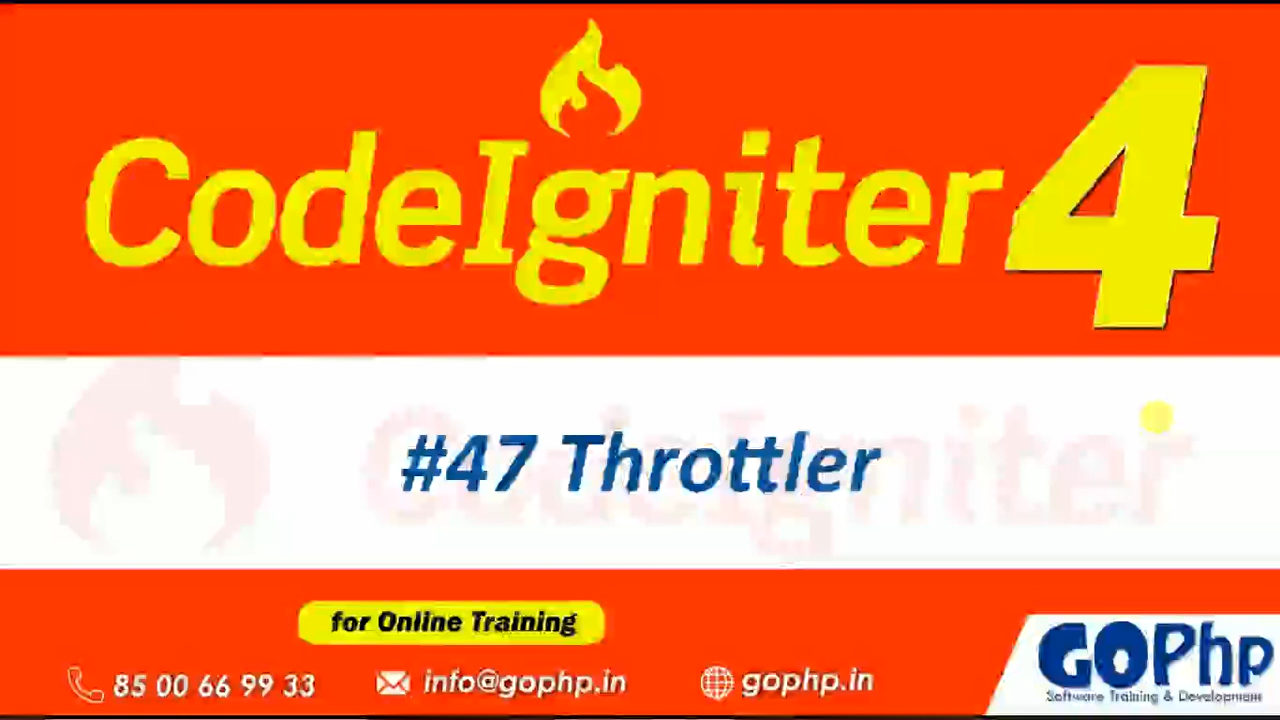 CodeIgniter 4
CodeIgniter
#47 Throttler
for Online Training
85 00 66 99 33
info@gophp.in
gophp.in
GOPhp
Software Training & Development